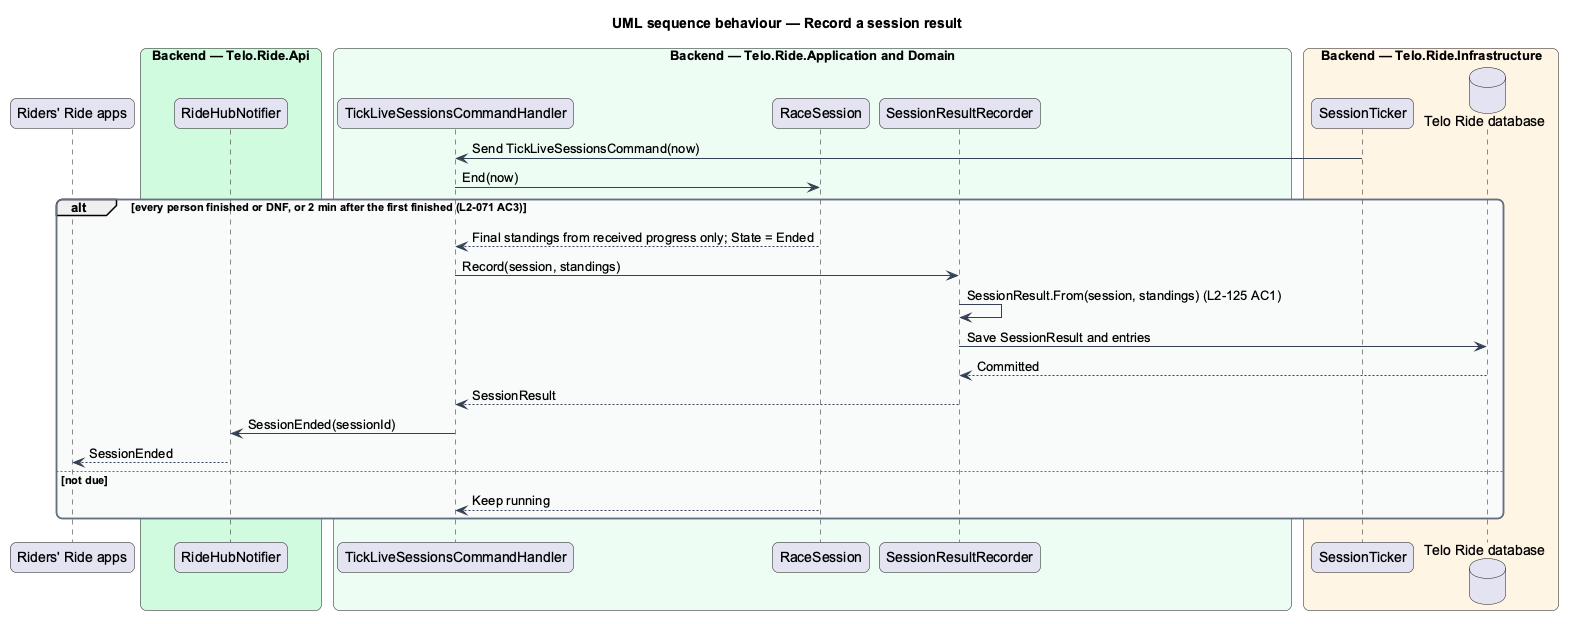 UML sequence behaviour — Record a session result
Backend — Telo.Ride.Api
Backend — Telo.Ride.Application and Domain
Backend — Telo.Ride.Infrastructure
Riders' Ride apps
RideHubNotifier
TickLiveSessionsCommandHandler
RaceSession
SessionResultRecorder
SessionTicker
Telo Ride database
Send TickLiveSessionsCommand(now)
End(now)
alt
[every person finished or DNF, or 2 min after the first finished (L2-071 AC3)]
Final standings from received progress only; State = Ended
Record(session, standings)
SessionResult.From(session, standings) (L2-125 AC1)
Save SessionResult and entries
Committed
SessionResult
SessionEnded(sessionId)
SessionEnded
[not due]
Keep running
Riders' Ride apps
RideHubNotifier
TickLiveSessionsCommandHandler
RaceSession
SessionResultRecorder
SessionTicker
Telo Ride database